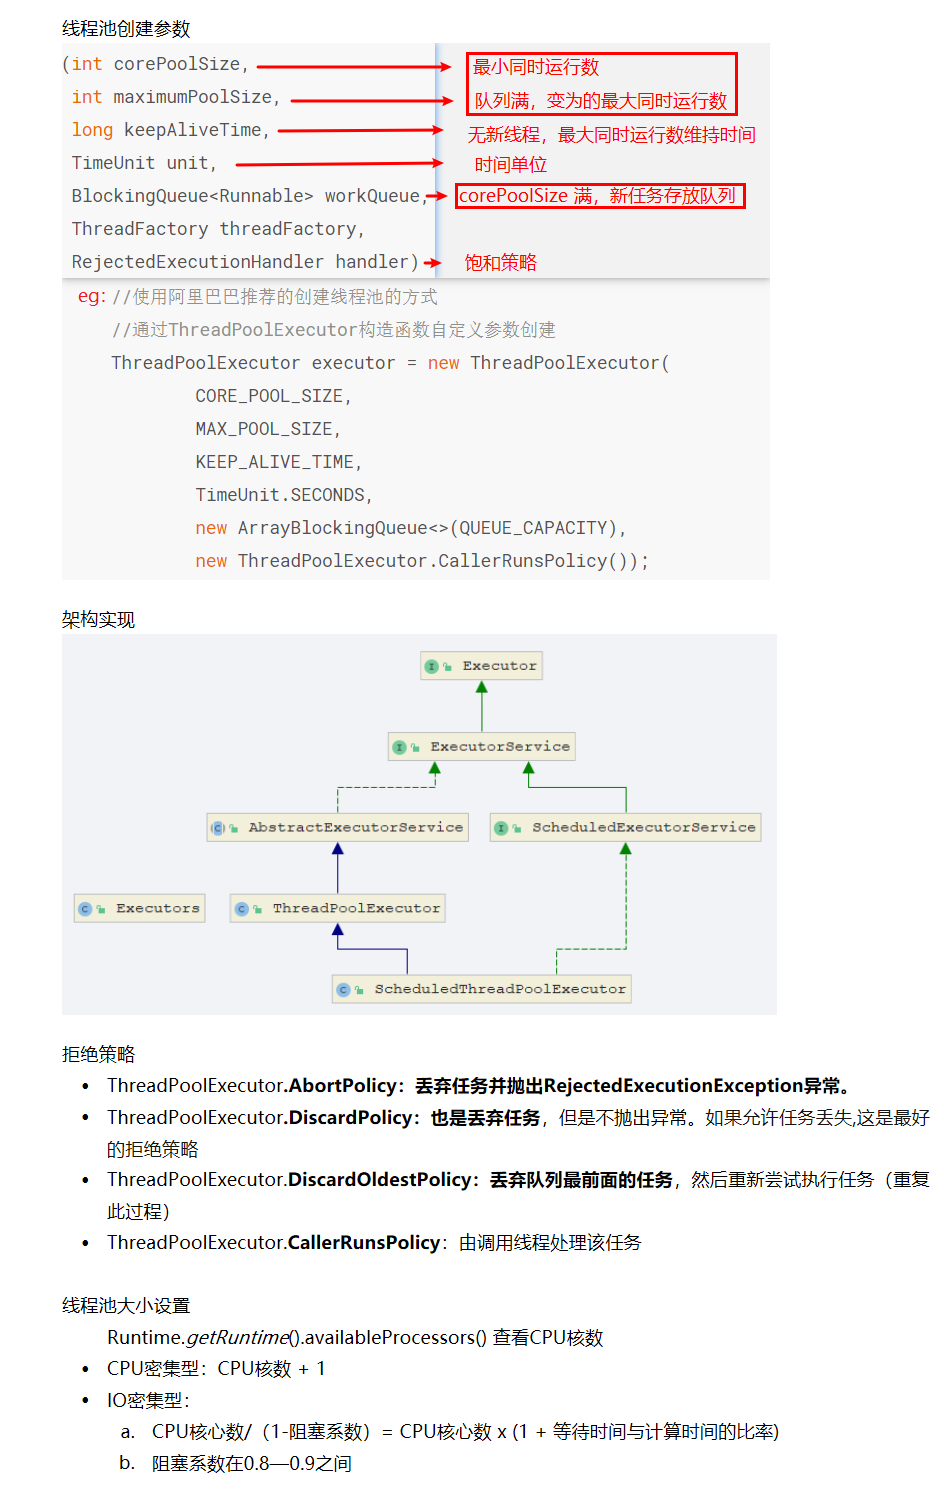 线程池创建参数
(int corePoolSize, 最小同时运行数
int maximumPoolSize, 队列满，变为的最大同时运行数
long keepAliveTime, 无新线程，最大同时运行数维持时间
TimeUnit unit, 时间单位
BlockingQueue<Runnable> workQueue, corePoolSize 满，新任务存放队列
ThreadFactory threadFactory,
RejectedExecutionHandler handler) 饱和策略
eg: //使用阿里巴巴推荐的创建线程池的方式
//通过ThreadPoolExecutor构造函数自定义参数创建
ThreadPoolExecutor executor = new ThreadPoolExecutor(
CORE_POOL_SIZE,
MAX_POOL_SIZE,
KEEP_ALIVE_TIME,
TimeUnit.SECONDS,
new ArrayBlockingQueue<>(QUEUE_CAPACITY),
new ThreadPoolExecutor.CallerRunsPolicy());
架构实现
I Executor
I ExecutorService
C AbstractExecutorService I ScheduledExecutorService
C Executors C ThreadPoolExecutor
C ScheduledThreadPoolExecutor
拒绝策略
• ThreadPoolExecutor.AbortPolicy：丢弃任务并抛出RejectedExecutionException异常。
• ThreadPoolExecutor.DiscardPolicy：也是丢弃任务，但是不抛出异常。如果允许任务丢失,这是最好
的拒绝策略
• ThreadPoolExecutor.DiscardOldestPolicy：丢弃队列最前面的任务，然后重新尝试执行任务（重复
此过程）
• ThreadPoolExecutor.CallerRunsPolicy：由调用线程处理该任务
线程池大小设置
Runtime.getRuntime().availableProcessors() 查看CPU核数
• CPU密集型：CPU核数 + 1
• IO密集型：
a. CPU核心数/（1-阻塞系数）= CPU核心数 x (1 + 等待时间与计算时间的比率)
b. 阻塞系数在0.8—0.9之间